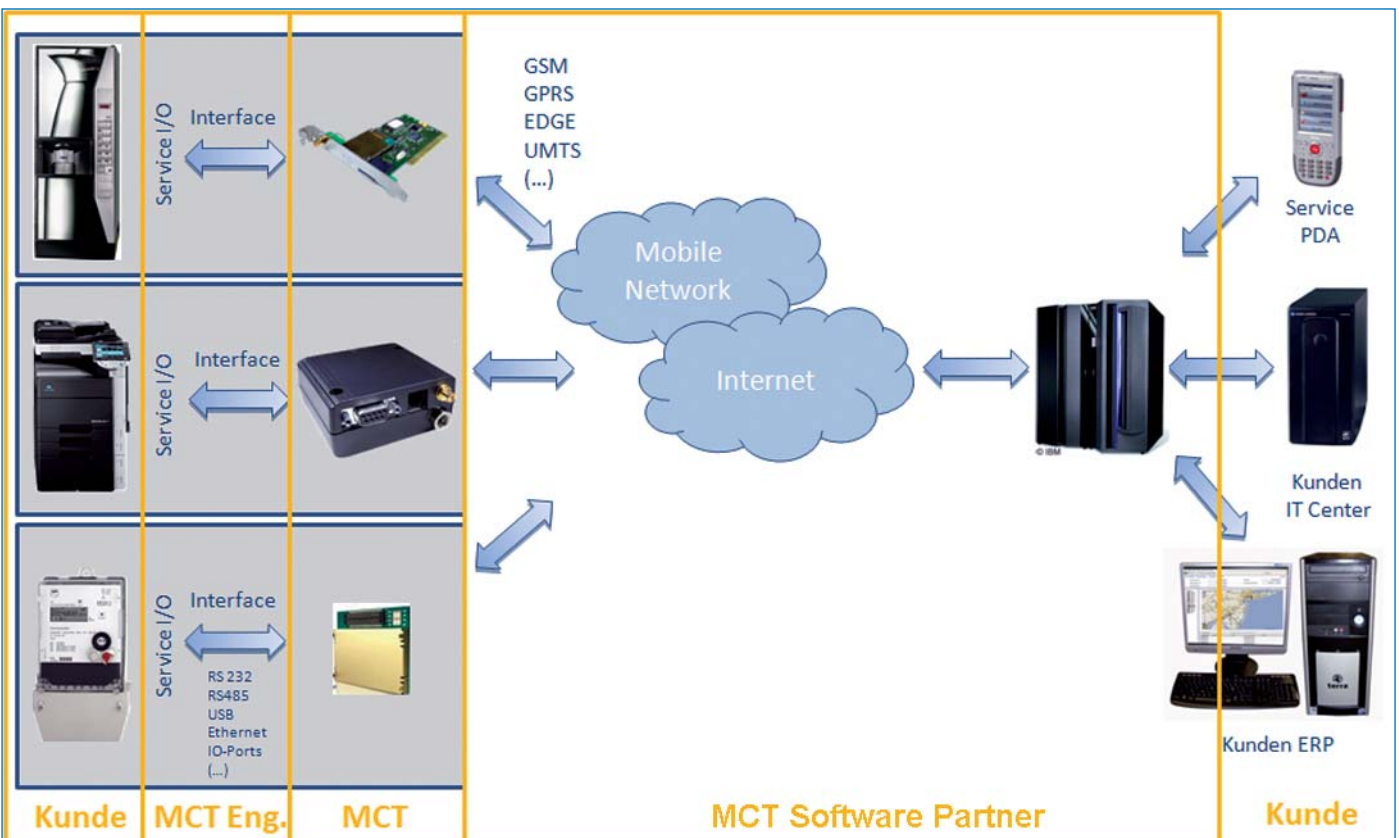 GSM
GPRS
EDGE
UMTS
(...)
Service I/O
Interface
Mobile
Network
Service
PDA
Service I/O
Interface
Internet
© IBM
Kunden
IT Center
Service I/O
Interface
RS 232
RS485
USB
Ethernet
IO-Ports
(...)
terra
Kunden ERP
Kunde
MCT Eng.
MCT
MCT Software Partner
Kunde